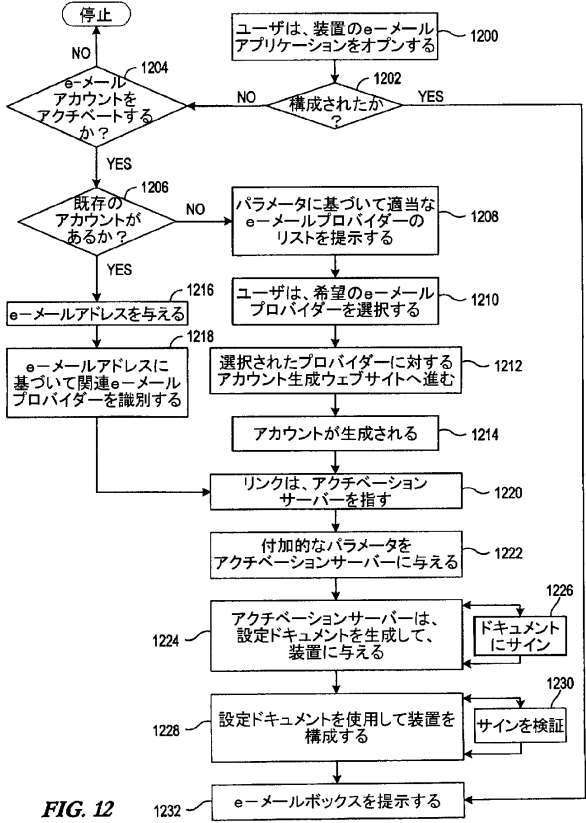 停止
ユーザは、装置のe-メール
アプリケーションをオープンする
1200
NO
1204
e-メール
アカウントを
アクチベートする
か?
NO
1202
構成されたか
?
YES
YES
1206
既存の
アカウントが
あるか?
NO
パラメータに基づいて適当な
e-メールプロバイダーの
リストを提示する
1208
YES
1216
e-メールアドレスを与える
ユーザは、希望のe-メール
プロバイダーを選択する
1210
1218
e-メールアドレスに
基づいて関連e-メール
プロバイダーを識別する
選択されたプロバイダーに対する
アカウント生成ウェブサイトへ進む
1212
アカウントが生成される
1214
リンクは、アクチベーション
サーバーを指す
1220
付加的なパラメータを
アクチベーションサーバーに与える
1222
1224
アクチベーションサーバーは、
設定ドキュメントを生成して、
装置に与える
1226
ドキュメント
にサイン
1228
設定ドキュメントを使用して装置を
構成する
1230
サインを検証
FIG. 12
1232
e-メールボックスを提示する